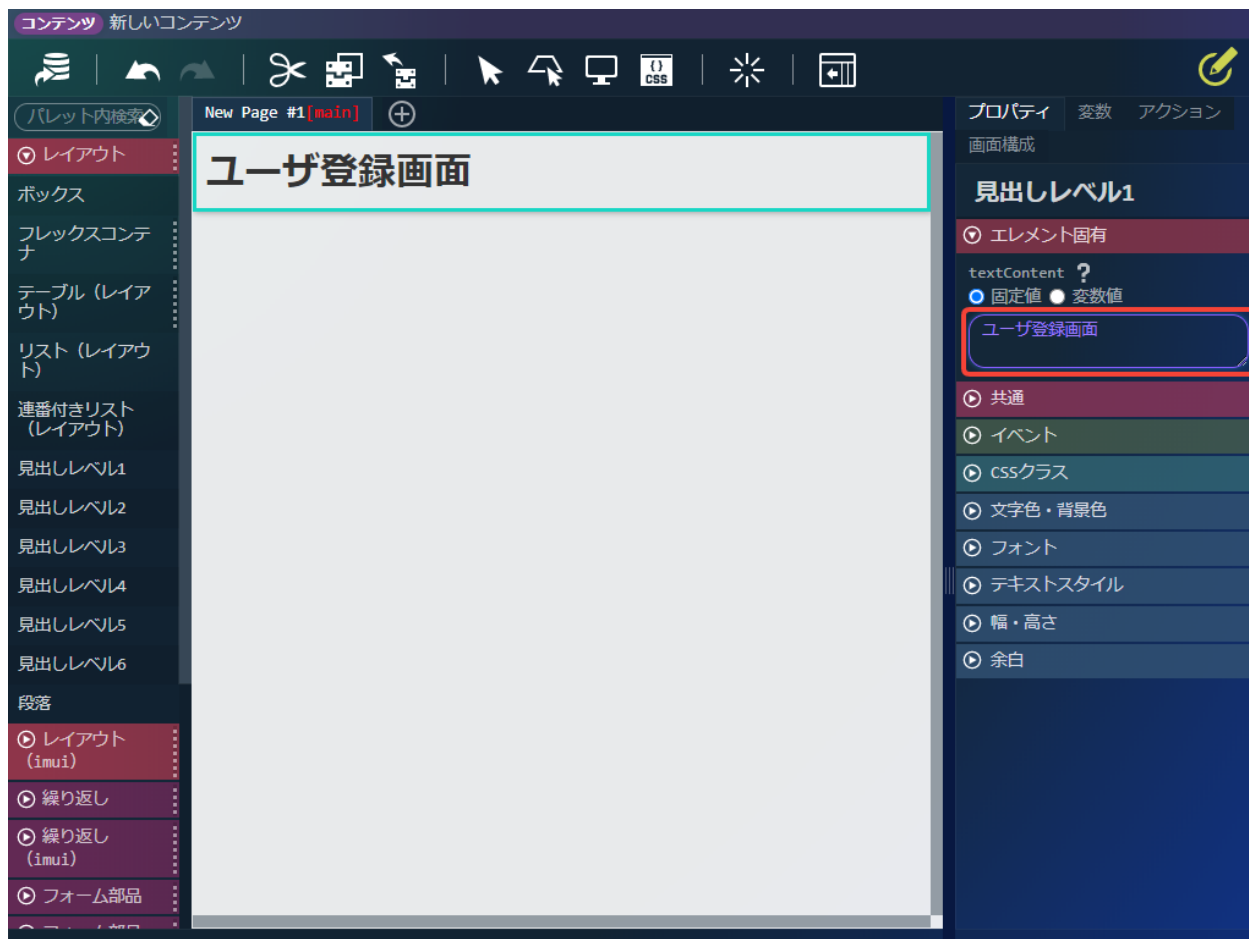 コンテンツ 新しいコンテンツ
{} CSS
パレット内検索
New Page #1[main]
プロパティ 変数 アクション
画面構成
レイアウト
ボックス
フレックスコンテ
ナ
テーブル（レイア
ウト）
リスト（レイアウ
ト）
連番付きリスト
（レイアウト）
見出しレベル1
見出しレベル2
見出しレベル3
見出しレベル4
見出しレベル5
見出しレベル6
段落
レイアウト
（imui）
繰り返し
繰り返し
（imui）
フォーム部品
ユーザ登録画面
見出しレベル1
エレメント固有
textContent ?
固定値 変数値
ユーザ登録画面
共通
イベント
CSSクラス
文字色・背景色
フォント
テキストスタイル
幅・高さ
余白